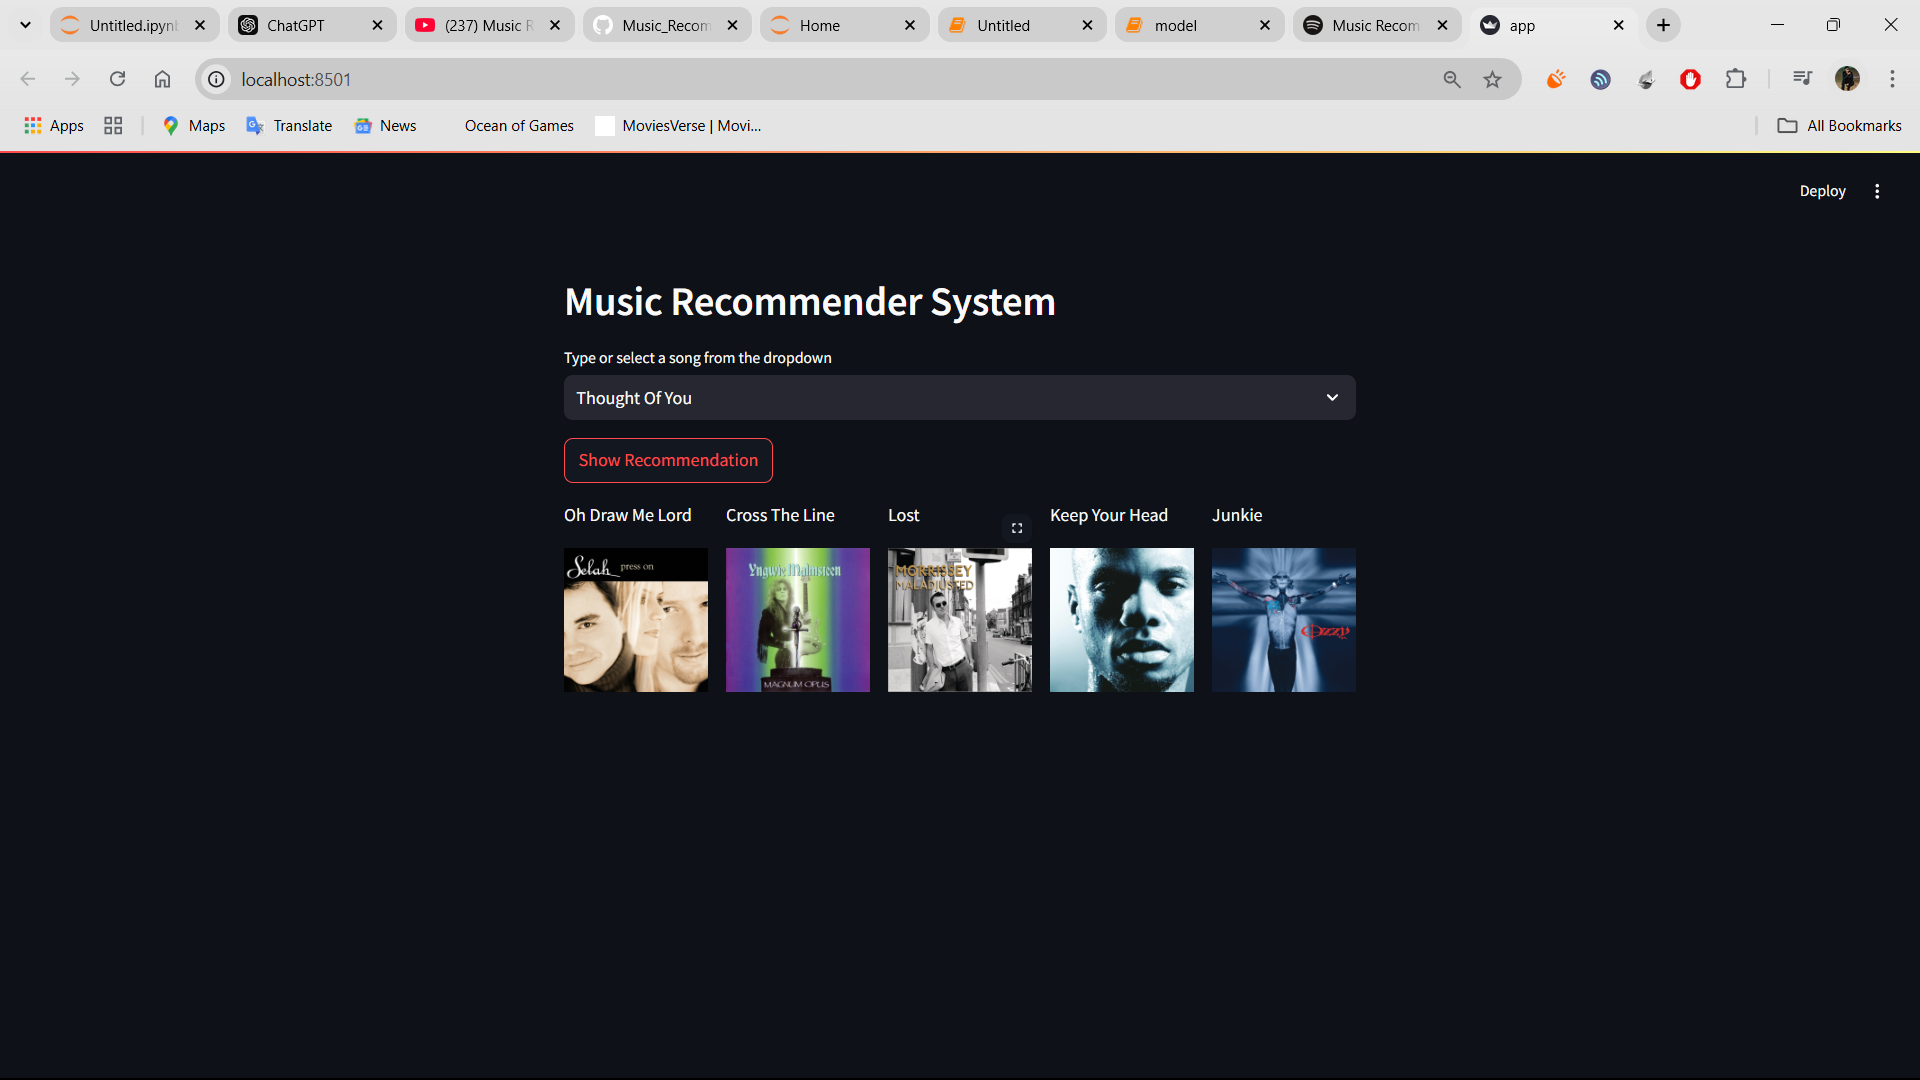 Untitled.ipynb
ChatGPT
(237) Music R
Music_Recom
Home
Untitled
model
Music Recom
app
localhost:8501
Apps
Maps
Translate
News
Ocean of Games
MoviesVerse | Movi...
All Bookmarks
Deploy
Music Recommender System
Type or select a song from the dropdown
Thought Of You
Show Recommendation
Oh Draw Me Lord
Cross The Line
Lost
Keep Your Head
Junkie
Selah press on
Yngwie Malmsteen
MAGNUM OPUS
MORRISSEY
MALADJUSTED
Ozzy